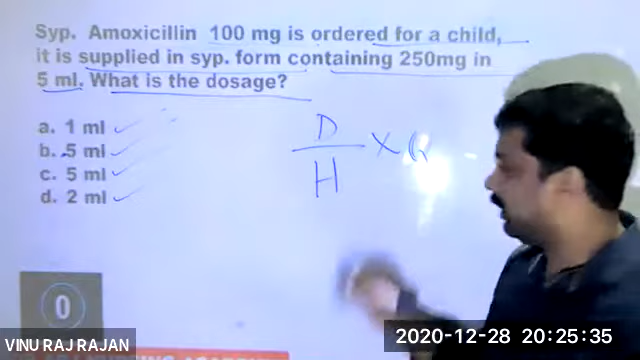 Syp. Amoxicillin 100 mg is ordered for a child,
it is supplied in syp. form containing 250mg in
5 ml. What is the dosage?
a. 1 ml
b. .5 ml
c. 5 ml
d. 2 ml
D
H
×
0
VINU RAJ RAJAN
2020-12-28 20:25:35